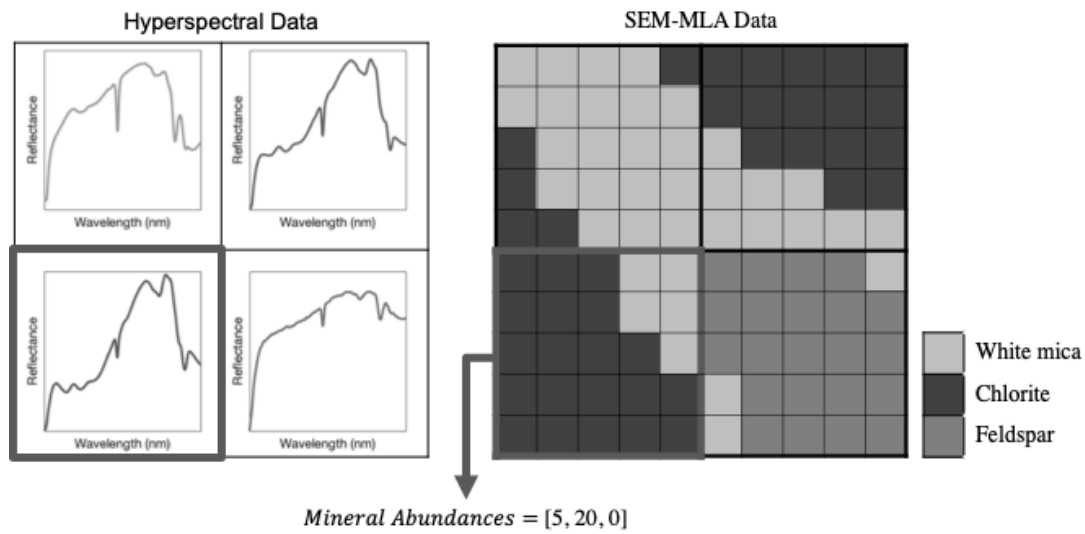 Hyperspectral Data
SEM-MLA Data
Reflectance
Wavelength (nm)
Reflectance
Wavelength (nm)
Reflectance
Wavelength (nm)
Reflectance
Wavelength (nm)
White mica
Chlorite
Feldspar
Mineral Abundances = [5, 20, 0]